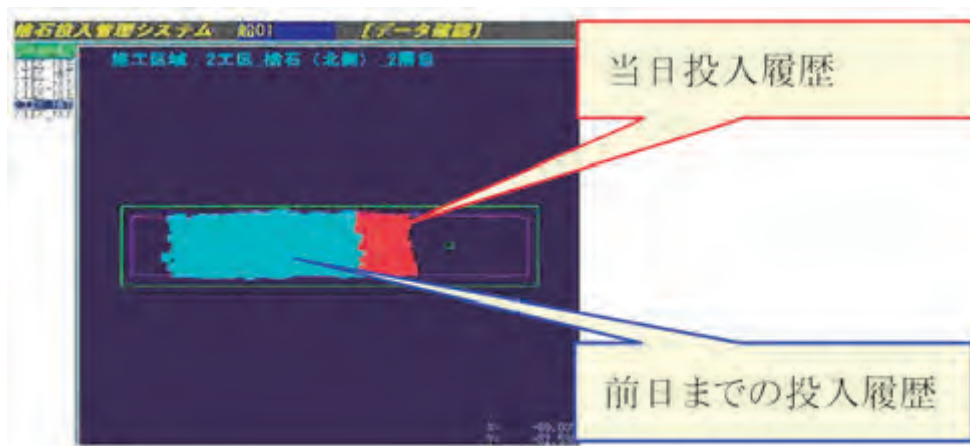 捨石投入管理システム 船01 [データ確認]
施工区域 2工区_捨石（北側）_2層目
当日投入履歴
前日までの投入履歴